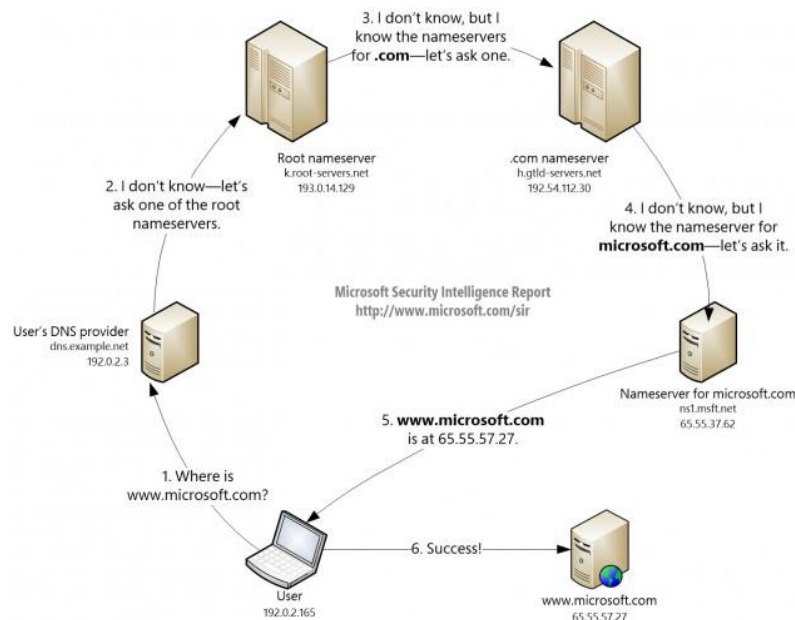 3. I don't know, but I
know the nameservers
for .com—let's ask one.
Root nameserver
k.root-servers.net
193.0.14.129
.com nameserver
h.gtld-servers.net
192.54.112.30
2. I don't know—let's
ask one of the root
nameservers.
4. I don't know, but I
know the nameserver for
microsoft.com—let's ask it.
Microsoft Security Intelligence Report
http://www.microsoft.com/sir
User's DNS provider
dns.example.net
192.0.2.3
Nameserver for microsoft.com
ns1.msft.net
65.55.37.62
5. www.microsoft.com
is at 65.55.57.27.
1. Where is
www.microsoft.com?
6. Success!
User
192.0.2.165
www.microsoft.com
65.55.57.27